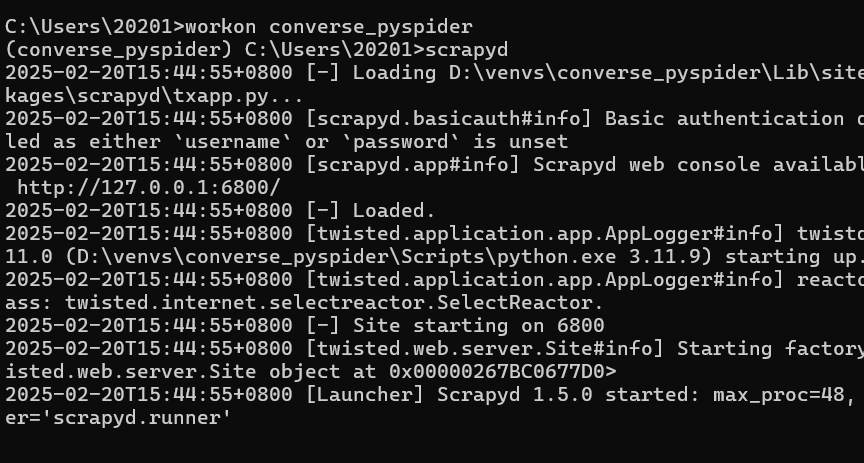 C:\Users\20201>workon converse_pyspider
(converse_pyspider) C:\Users\20201>scrapyd
2025-02-20T15:44:55+0800 [-] Loading D:\venvs\converse_pyspider\Lib\site
kages\scrapyd\txapp.py...
2025-02-20T15:44:55+0800 [scrapyd.basicauth#info] Basic authentication d
led as either `username` or `password` is unset
2025-02-20T15:44:55+0800 [scrapyd.app#info] Scrapyd web console availabl
http://127.0.0.1:6800/
2025-02-20T15:44:55+0800 [-] Loaded.
2025-02-20T15:44:55+0800 [twisted.application.app.AppLogger#info] twistd
11.0 (D:\venvs\converse_pyspider\Scripts\python.exe 3.11.9) starting up.
2025-02-20T15:44:55+0800 [twisted.application.app.AppLogger#info] reacto
ass: twisted.internet.selectreactor.SelectReactor.
2025-02-20T15:44:55+0800 [-] Site starting on 6800
2025-02-20T15:44:55+0800 [twisted.web.server.Site#info] Starting factory
isted.web.server.Site object at 0x00000267BC0677D0>
2025-02-20T15:44:55+0800 [Launcher] Scrapyd 1.5.0 started: max_proc=48,
er='scrapyd.runner'